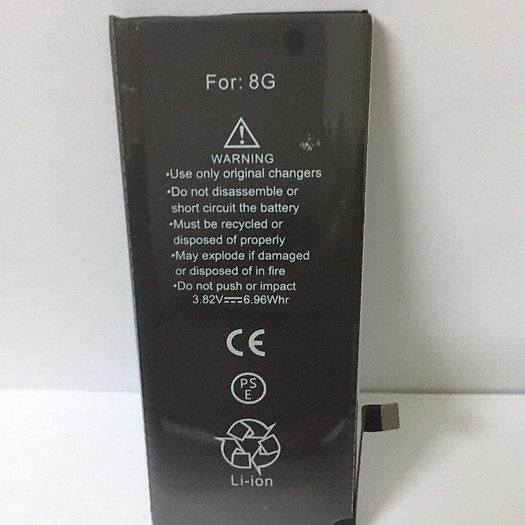 For: 8G
WARNING
•Use only original changers
•Do not disassemble or
short circuit the battery
•Must be recycled or
disposed of properly
•May explode if damaged
or disposed of in fire
•Do not push or impact
3.82V⎓6.96Whr
CE
PS
E
Li-ion